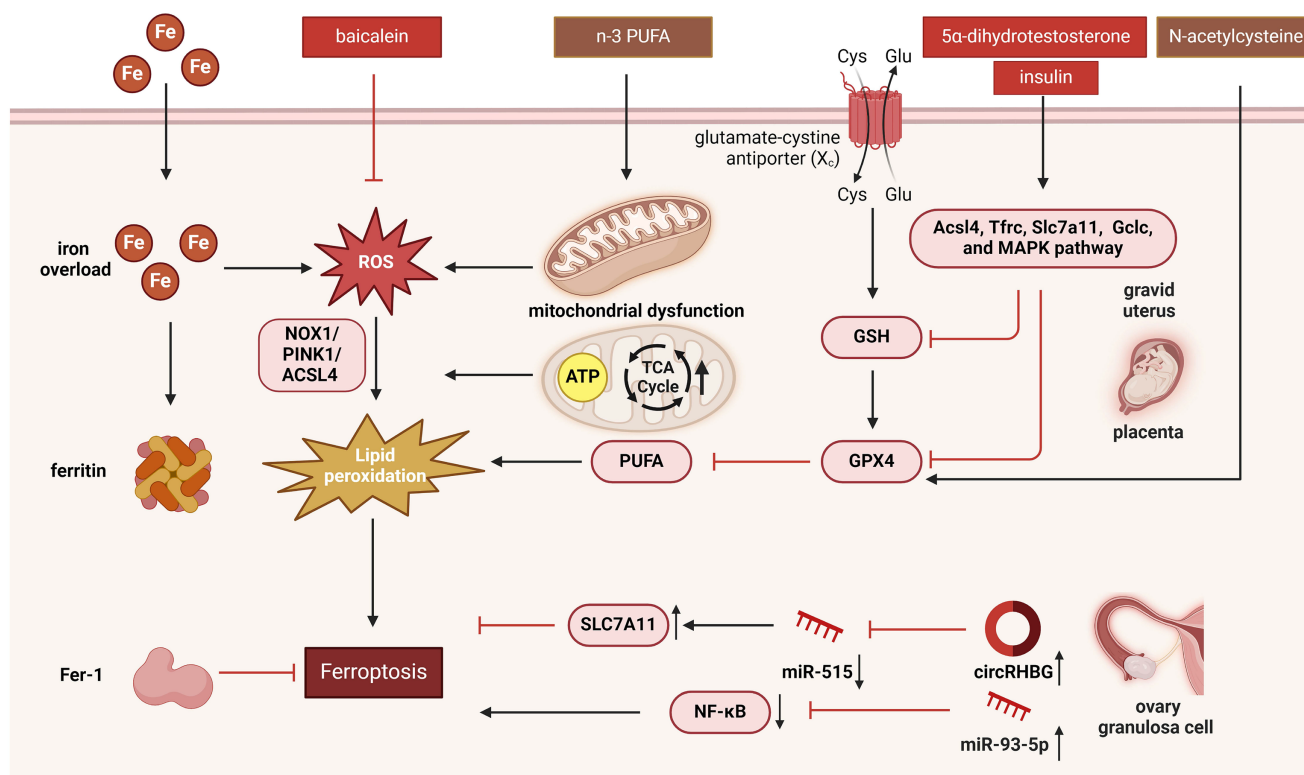 Fe
Fe
Fe
baicalein
n-3 PUFA
5α-dihydrotestosterone
insulin
N-acetylcysteine
Cys
Glu
glutamate-cystine
antiporter (Xc)
Cys
Glu
iron
overload
Fe
Fe
Fe
ROS
mitochondrial dysfunction
Acsl4, Tfrc, Slc7a11, Gclc,
and MAPK pathway
gravid
uterus
placenta
NOX1/
PINK1/
ACSL4
ATP
TCA
Cycle
GSH
ferritin
Lipid
peroxidation
PUFA
GPX4
Fer-1
Ferroptosis
SLC7A11
miR-515
circRHBG
NF-κB
miR-93-5p
ovary
granulosa cell